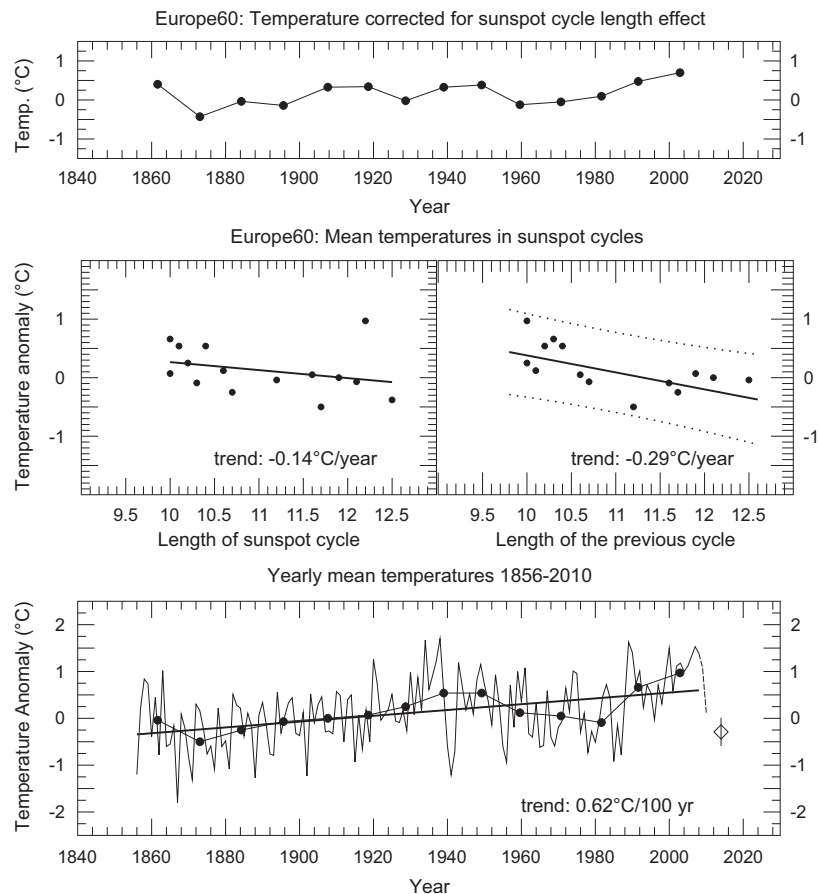 Europe60: Temperature corrected for sunspot cycle length effect
Temp. (°C)
1 1
0 0
-1 -1
1840 1860 1880 1900 1920 1940 1960 1980 2000 2020
Year
Europe60: Mean temperatures in sunspot cycles
Temperature anomaly (°C)
1 1
0 0
-1 -1
trend: -0.14°C/year trend: -0.29°C/year
9.5 10 10.5 11 11.5 12 12.5 9.5 10 10.5 11 11.5 12 12.5
Length of sunspot cycle Length of the previous cycle
Yearly mean temperatures 1856-2010
Temperature Anomaly (°C)
2 2
1 1
0 0
-1 -1
-2 -2
trend: 0.62°C/100 yr
1840 1860 1880 1900 1920 1940 1960 1980 2000 2020
Year